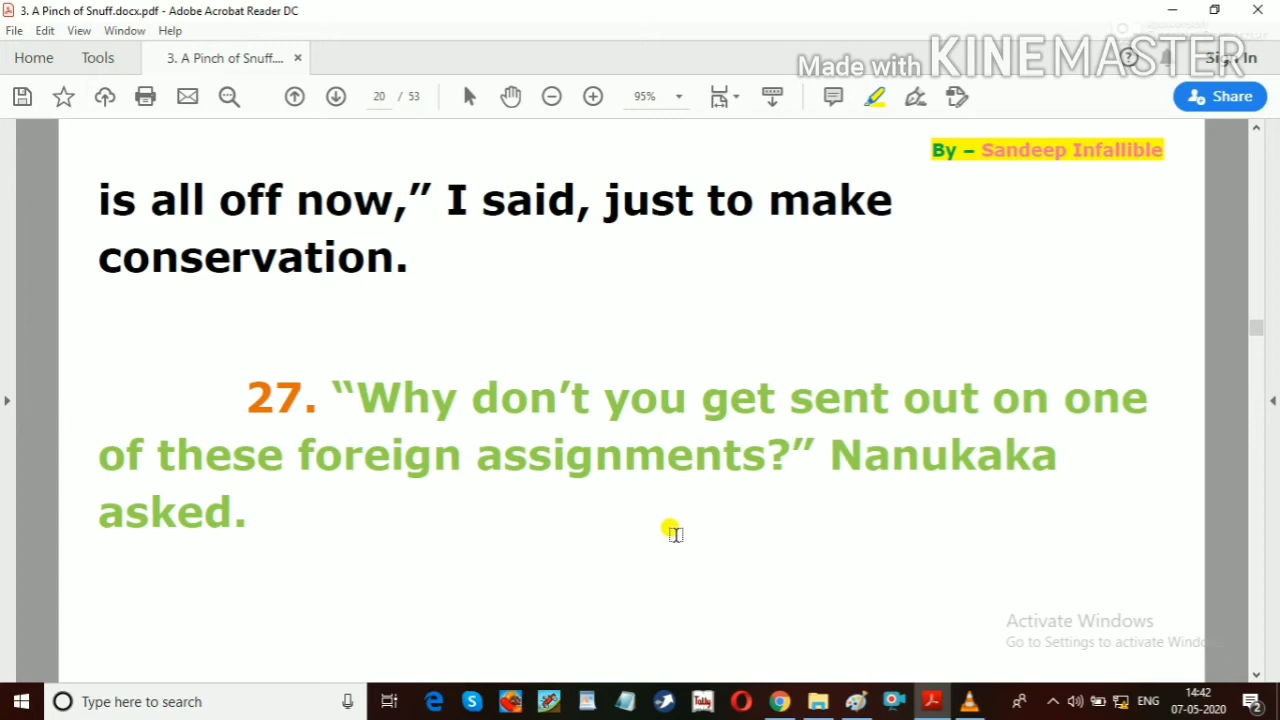 3. A Pinch of Snuff.docx.pdf - Adobe Acrobat Reader DC
File Edit View Window Help
Home Tools 3. A Pinch of Snuff.... × Sign In
Made with KINEMASTER
20 / 53 95% Share
By – Sandeep Infallible
is all off now,” I said, just to make
conservation.
27. “Why don’t you get sent out on one
of these foreign assignments?” Nanukaka
asked.
Activate Windows
Go to Settings to activate Windows
Type here to search Tally ENG 14:42
07-05-2020 2